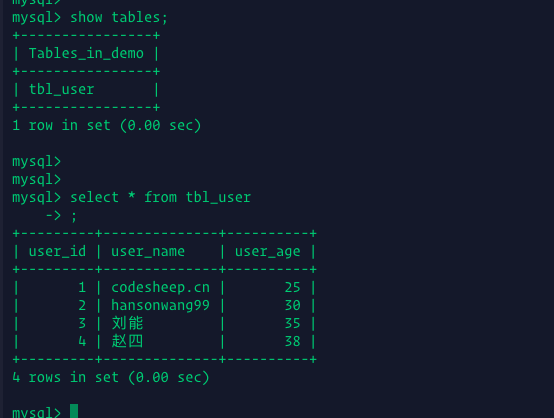 mysql>
mysql> show tables;
+----------------+
| Tables_in_demo |
+----------------+
| tbl_user       |
+----------------+
1 row in set (0.00 sec)
mysql>
mysql>
mysql> select * from tbl_user
    -> ;
+---------+--------------+----------+
| user_id | user_name    | user_age |
+---------+--------------+----------+
|       1 | codesheep.cn |       25 |
|       2 | hansonwang99 |       30 |
|       3 | 刘能         |       35 |
|       4 | 赵四         |       38 |
+---------+--------------+----------+
4 rows in set (0.00 sec)
mysql>